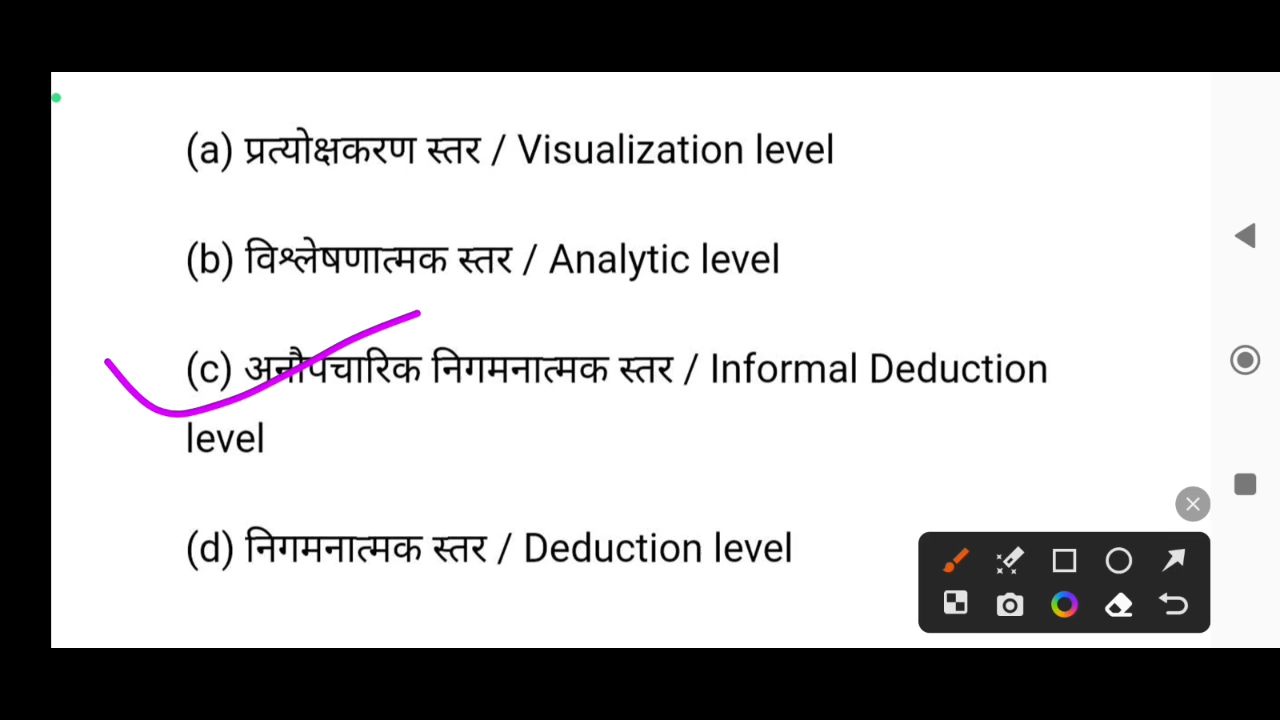 (a) प्रत्योक्षकरण स्तर / Visualization level
(b) विश्लेषणात्मक स्तर / Analytic level
(c) अनौपचारिक निगमनात्मक स्तर / Informal Deduction
level
(d) निगमनात्मक स्तर / Deduction level